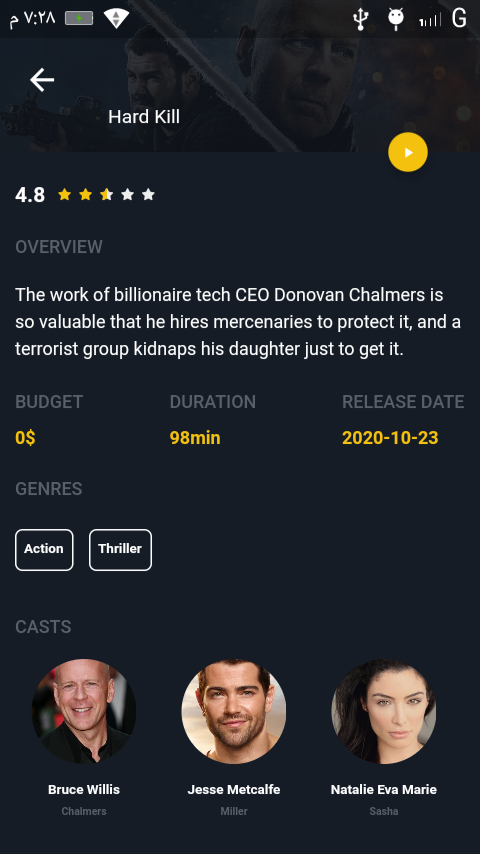 ٧:٢٨ م
G
Hard Kill
4.8
OVERVIEW
The work of billionaire tech CEO Donovan Chalmers is
so valuable that he hires mercenaries to protect it, and a
terrorist group kidnaps his daughter just to get it.
BUDGET DURATION RELEASE DATE
0$ 98min 2020-10-23
GENRES
Action Thriller
CASTS
Bruce Willis Jesse Metcalfe Natalie Eva Marie
Chalmers Miller Sasha